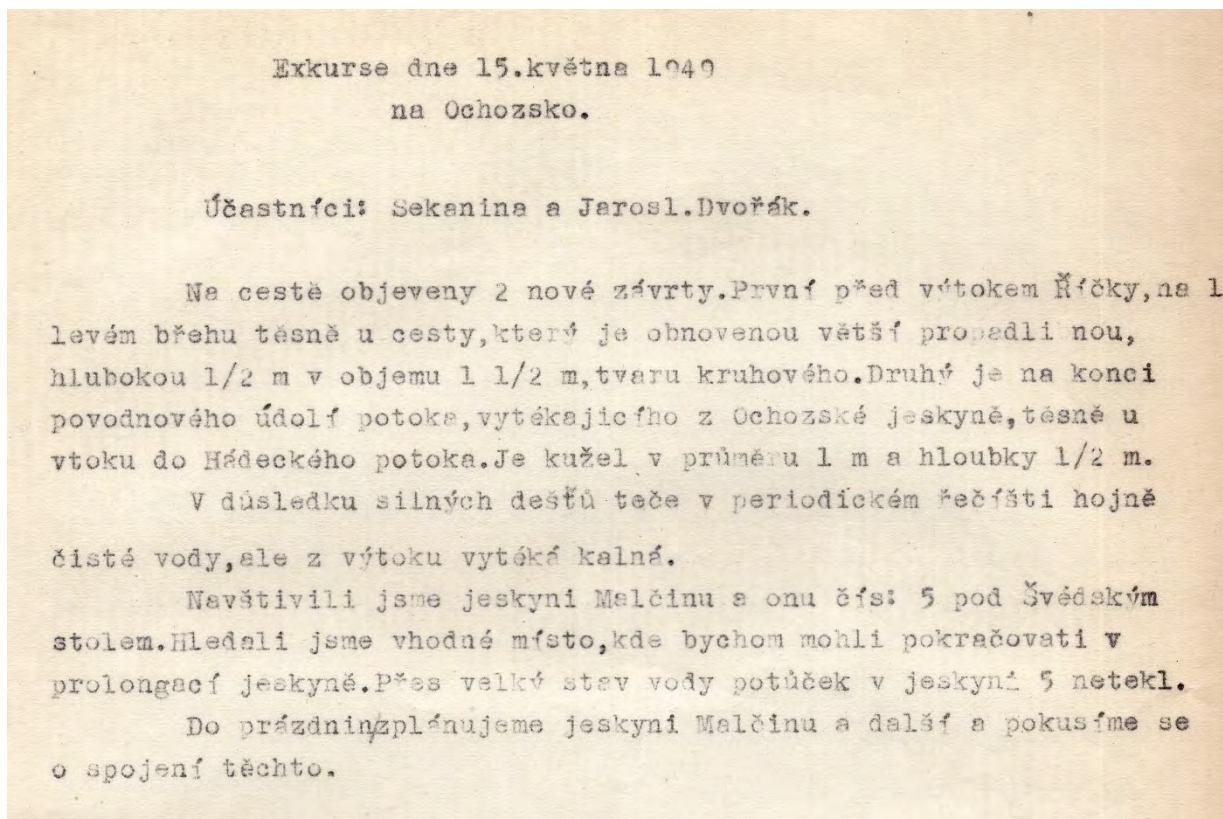 Exkurse dne 15.května 1949
na Ochozsko.
Účastníci: Sekanina a Jarosl.Dvořák.
Na cestě objeveny 2 nové závrty.První před výtokem Říčky,na l
levém břehu těsně u cesty,který je obnovenou větší propadli nou,
hlubokou 1/2 m v objemu 1 1/2 m,tvaru kruhového.Druhý je na konci
povodnového údolí potoka,vytékajicího z Ochozské jeskyně,těsně u
vtoku do Hádeckého potoka.Je kužel v průměru 1 m a hloubky 1/2 m.
V důsledku silných dešťů teče v periodickém řečíšti hojně
čisté vody,ale z výtoku vytéká kalná.
Navštivili jsme jeskyni Malčinu a onu čís: 5 pod Švédským
stolem.Hledali jsme vhodné místo,kde bychom mohli pokračovati v
prolongací jeskyně.Přes velký stav vody potůček v jeskyni 5 netekl.
Do prázdnin/zplánujeme jeskyni Malčinu a další a pokusíme se
o spojení těchto.